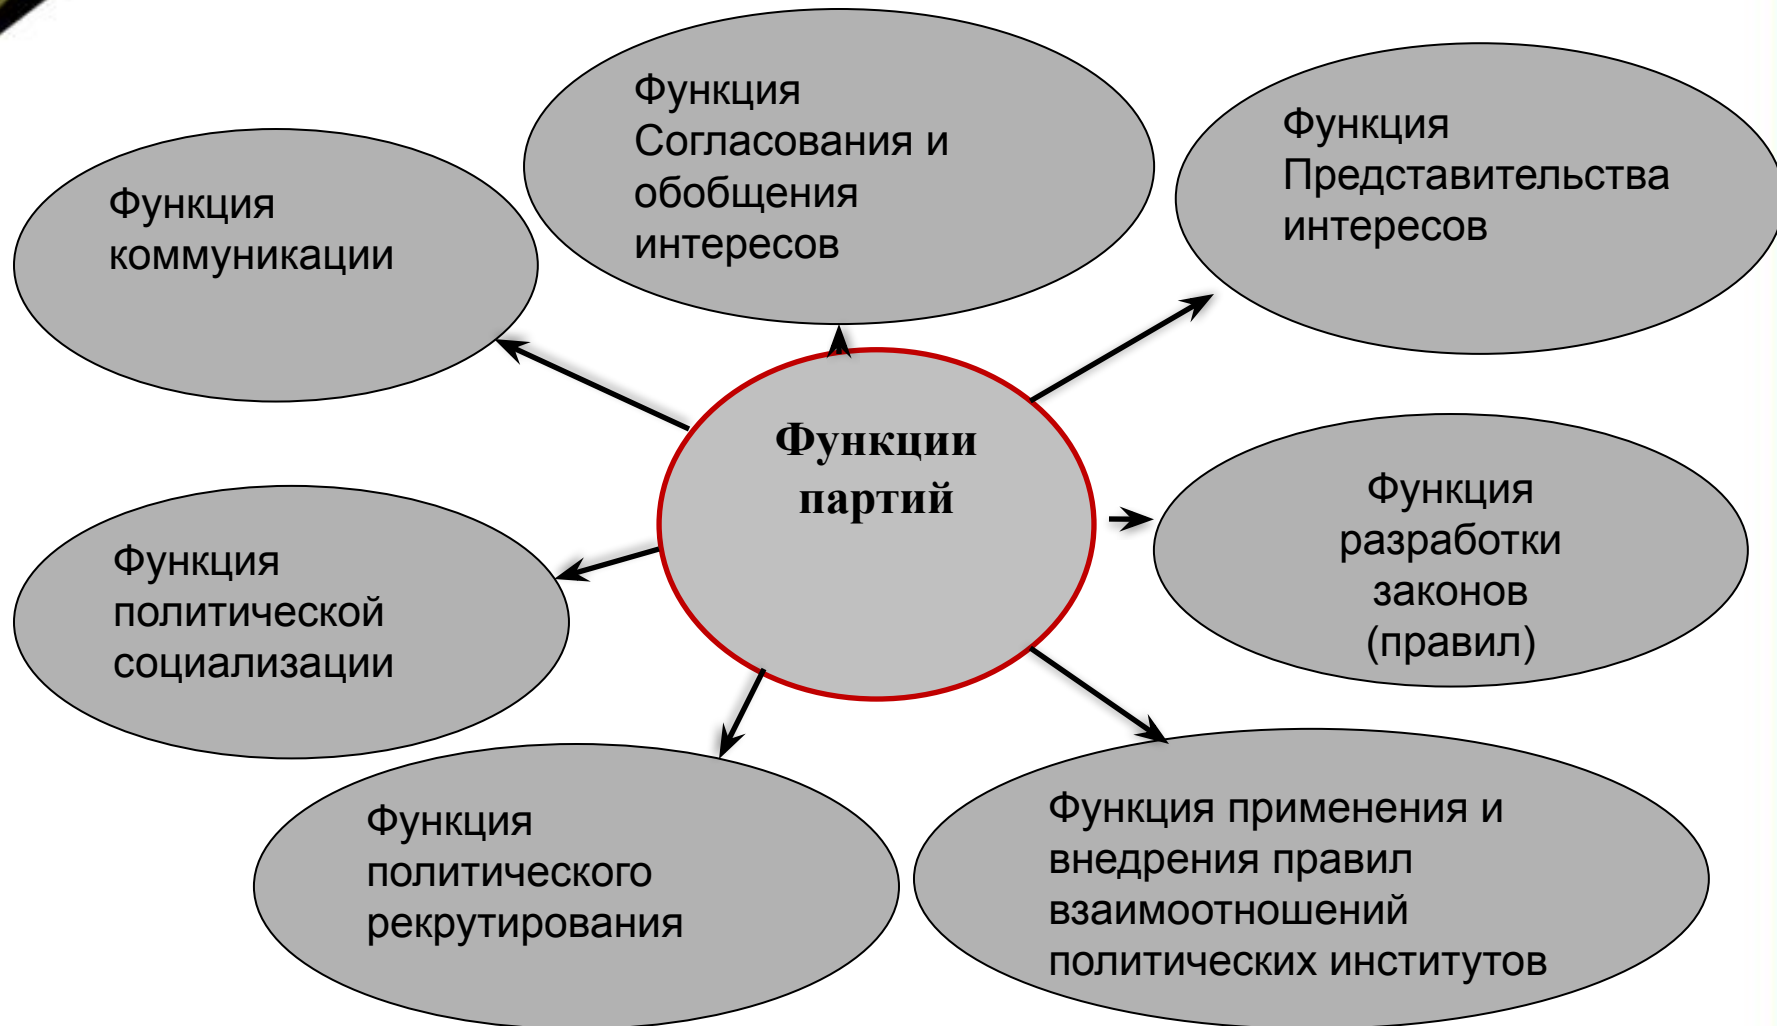 Функция
Согласования и
обобщения
интересов
Функция
Представительства
интересов
Функция
коммуникации
Функции
партий
Функция
разработки
законов
(правил)
Функция
политической
социализации
Функция
политического
рекрутирования
Функция применения и
внедрения правил
взаимоотношений
политических институтов